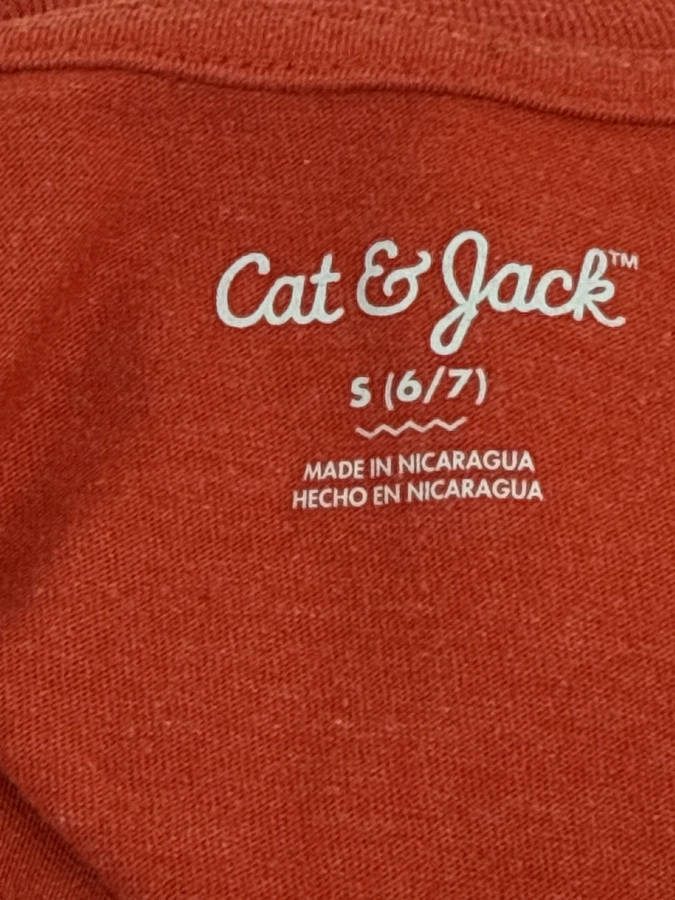 Cat & Jack™
S (6/7)
MADE IN NICARAGUA
HECHO EN NICARAGUA